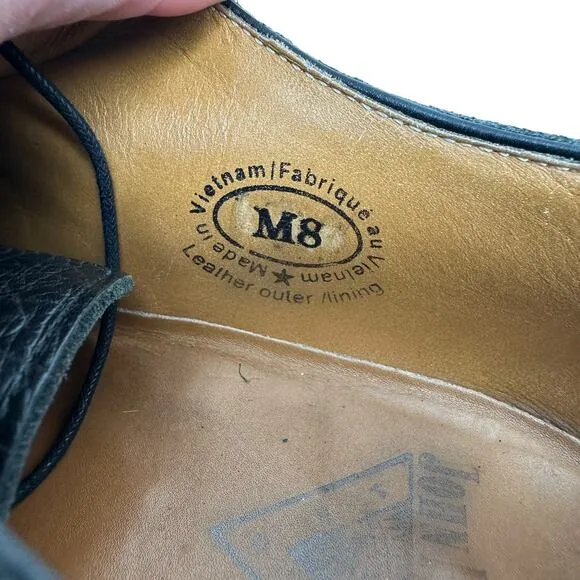 Made in Vietnam/Fabriqué au Vietnam
M8
Leather outer /lining
JOHN